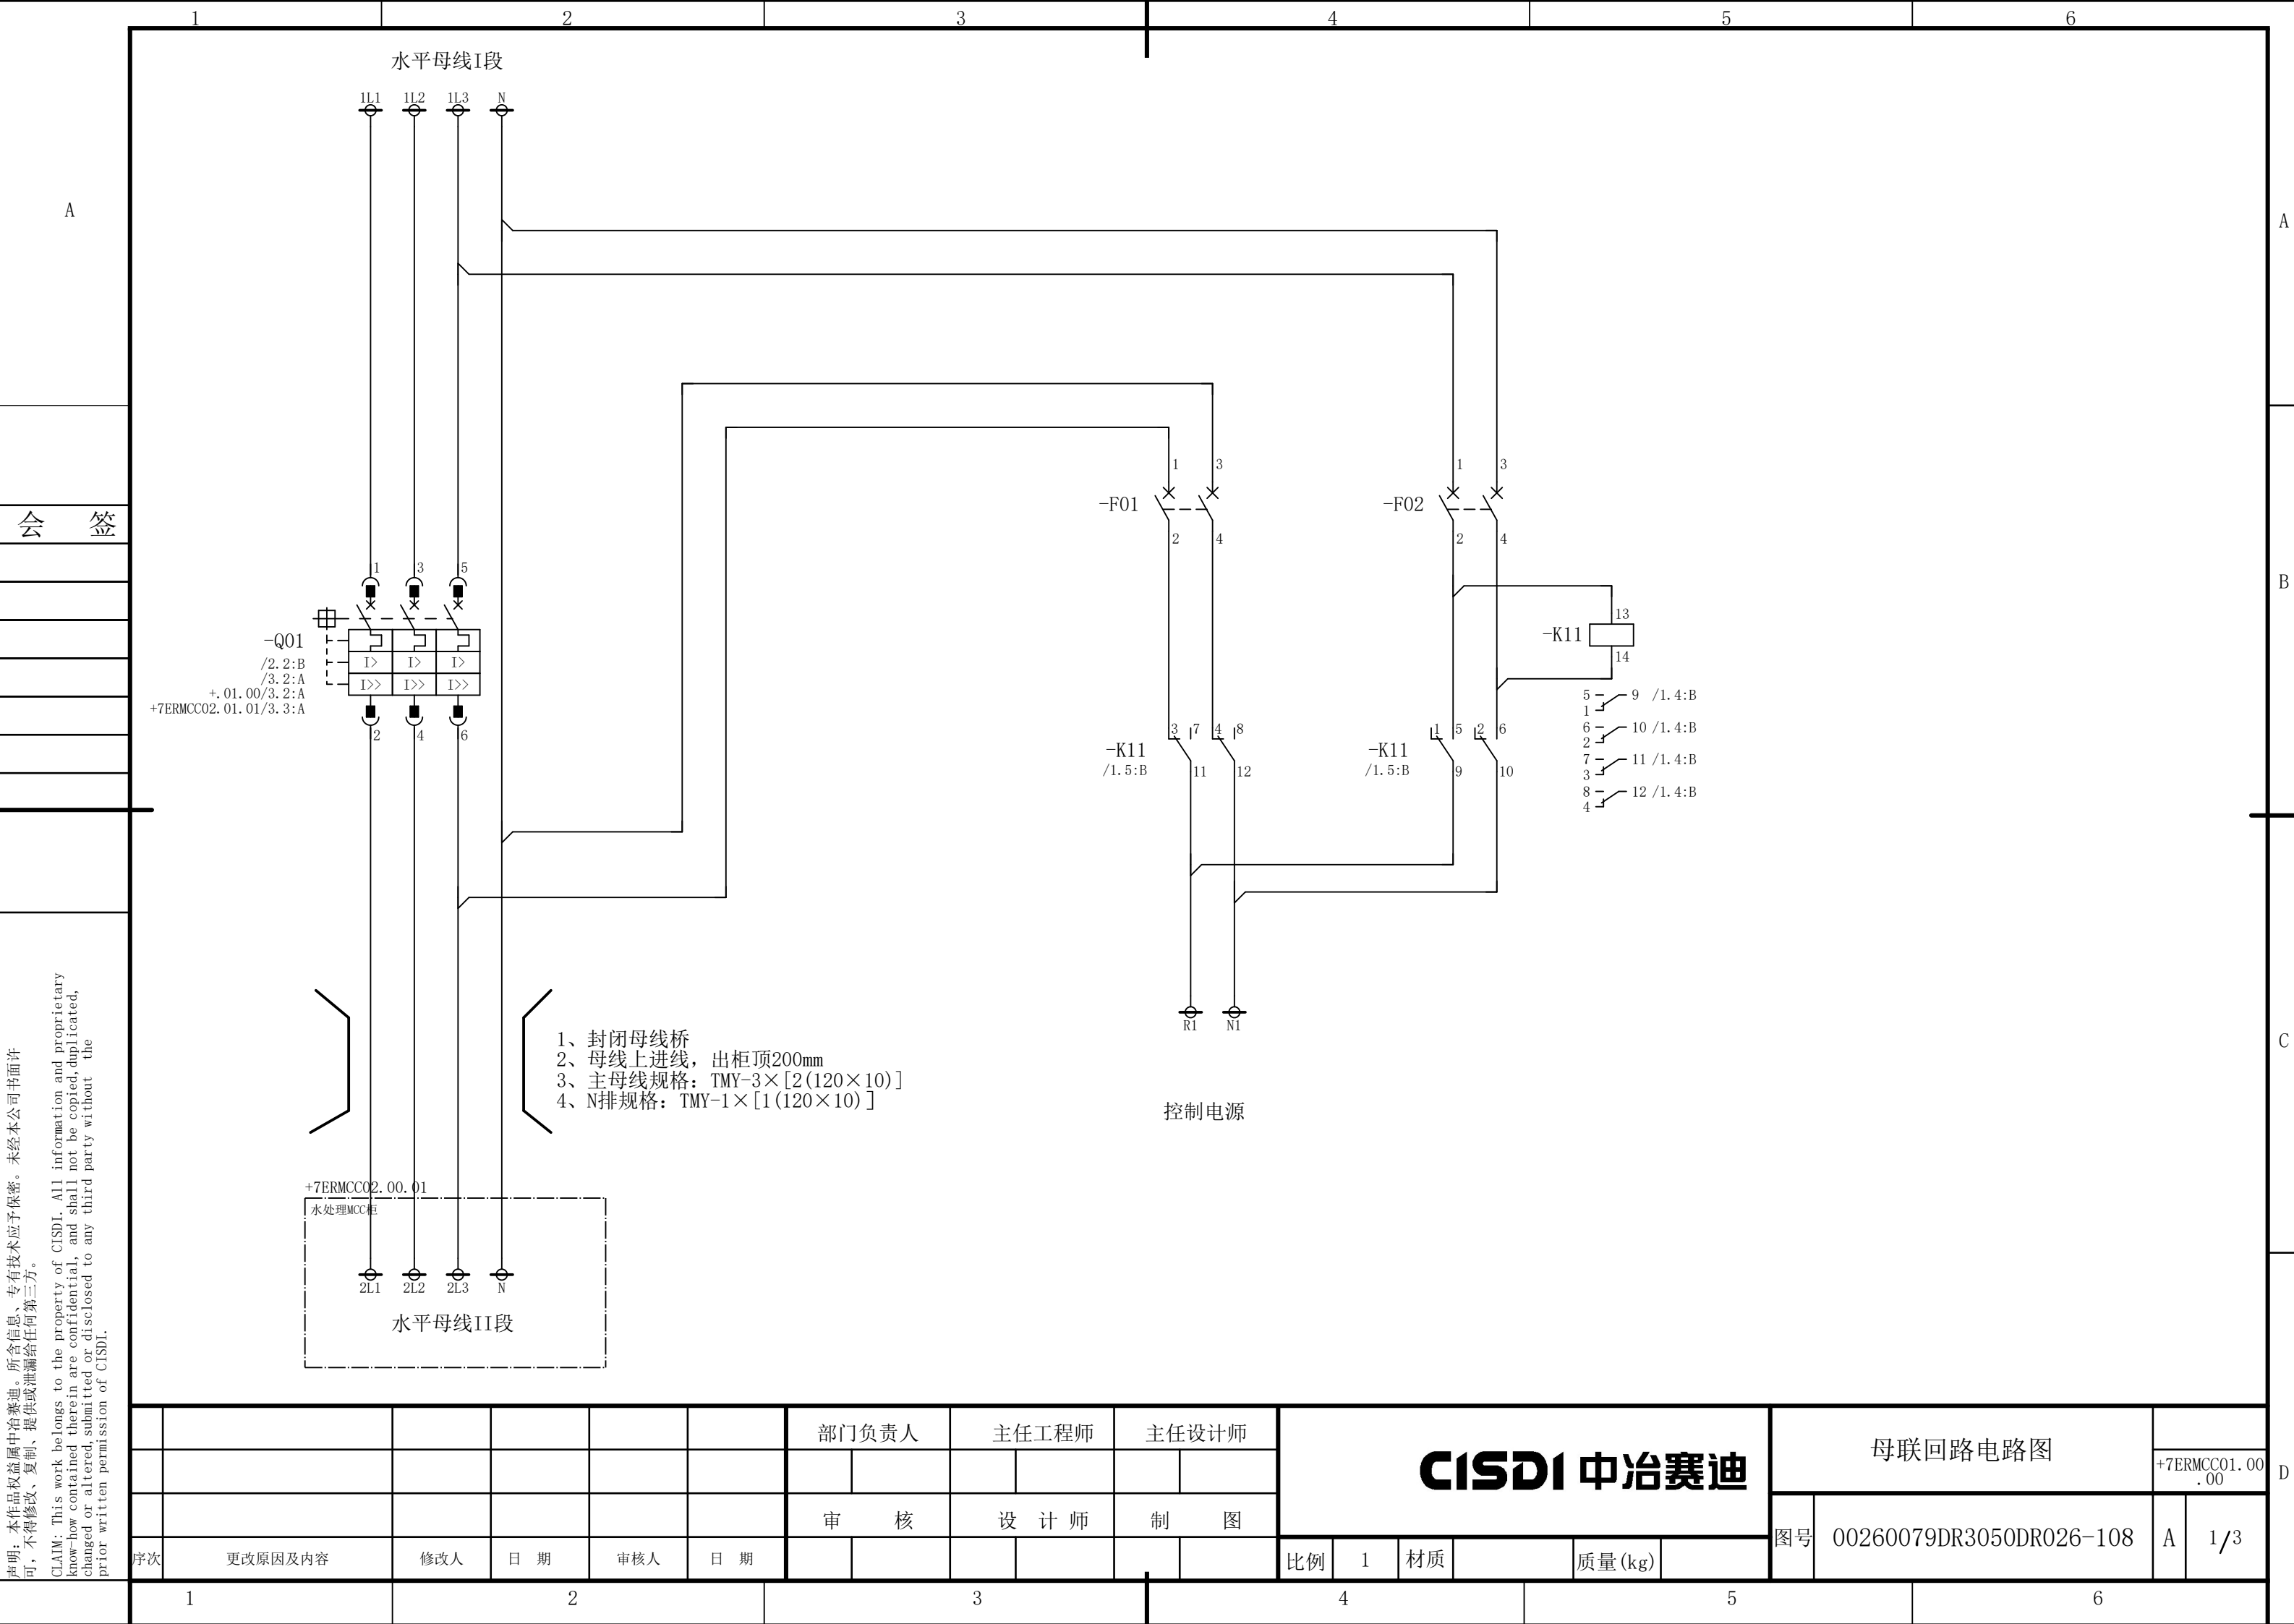 1 2 3 4 5 6
水平母线I段
1L1 1L2 1L3 N
A
A
会 签
1 3
-F01
2 4
1 3
-F02
2 4
B
1 3 5
-Q01
/2.2:B
/3.2:A
+.01.00/3.2:A
+7ERMCC02.01.01/3.3:A
I> I> I>
I>> I>> I>>
2 4 6
13
-K11
14
5 9 /1.4:B
1
6 10 /1.4:B
2
7 11 /1.4:B
3
8 12 /1.4:B
4
3 7 4 8
-K11
/1.5:B
11 12
1 5 2 6
-K11
/1.5:B
9 10
R1 N1
控制电源
C
1、封闭母线桥
2、母线上进线，出柜顶200mm
3、主母线规格：TMY-3×[2(120×10)]
4、N排规格：TMY-1×[1(120×10)]
+7ERMCC02.00.01
水处理MCC柜
2L1 2L2 2L3 N
水平母线II段
声明：本作品权益属中冶赛迪。所含信息、专有技术应予保密。未经本公司书面许
可，不得修改、复制、提供或泄漏给任何第三方。
CLAIM: This work belongs to the property of CISDI. All information and proprietary
know-how contained therein are confidential, and shall not be copied,duplicated,
changed or altered,submitted or disclosed to any third party without the
prior written permission of CISDI.
部门负责人 主任工程师 主任设计师
审 核 设 计 师 制 图
序次 更改原因及内容 修改人 日 期 审核人 日 期
CISDI 中冶赛迪
比例 1 材质 质量(kg)
母联回路电路图
+7ERMCC01.00
.00
D
图号 00260079DR3050DR026-108 A 1/3
1 2 3 4 5 6